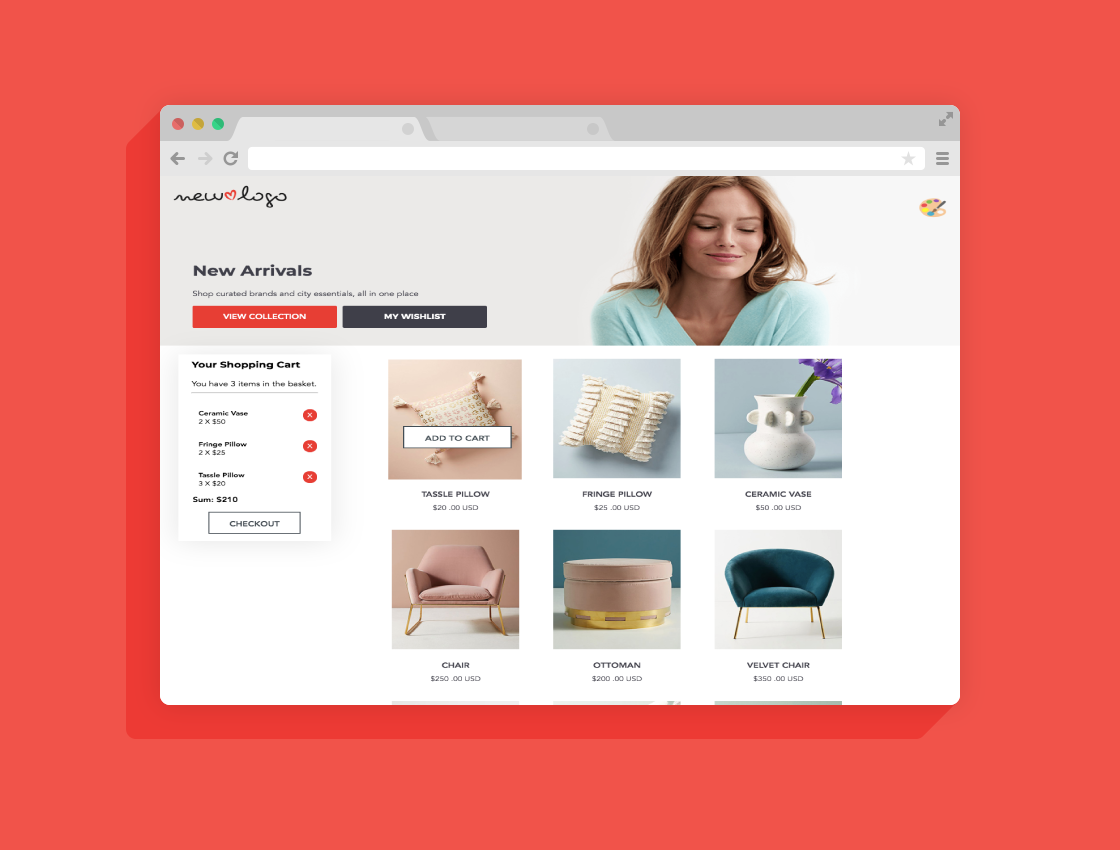 new logo
New Arrivals
Shop curated brands and city essentials, all in one place
VIEW COLLECTION
MY WISHLIST
Your Shopping Cart
You have 3 items in the basket.
Ceramic Vase
2 X $50
X
Fringe Pillow
2 X $25
X
Tassle Pillow
3 X $20
X
Sum: $210
CHECKOUT
ADD TO CART
TASSLE PILLOW
$20 .00 USD
FRINGE PILLOW
$25 .00 USD
CERAMIC VASE
$50 .00 USD
CHAIR
$250 .00 USD
OTTOMAN
$200 .00 USD
VELVET CHAIR
$350 .00 USD